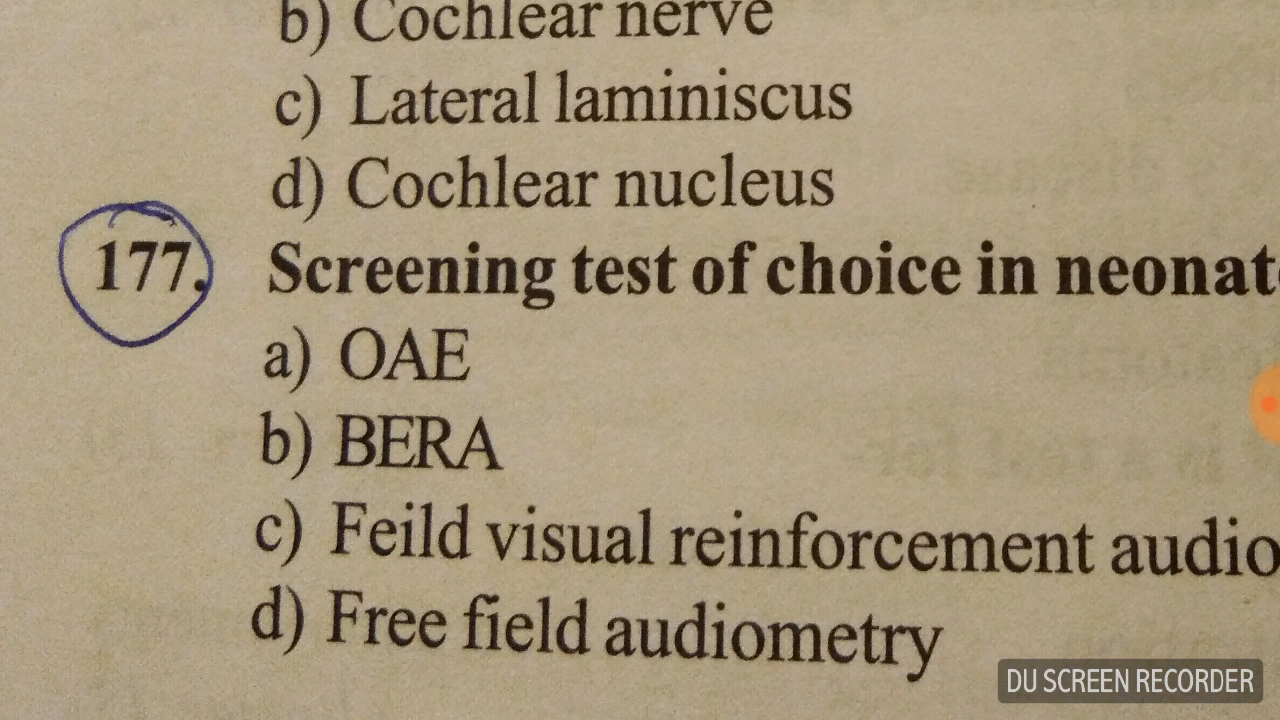 b) Cochlear nerve
c) Lateral laminiscus
d) Cochlear nucleus
177. Screening test of choice in neonat
a) OAE
b) BERA
c) Feild visual reinforcement audio
d) Free field audiometry
DU SCREEN RECORDER